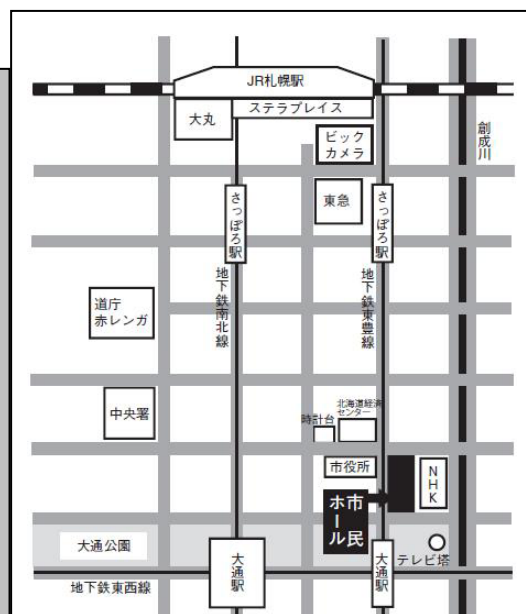 JR札幌駅
ステラプレイス
大丸
ビック
カメラ
創成川
東急
さっぽろ駅
さっぽろ駅
地下鉄南北線
地下鉄東豊線
道庁
赤レンガ
中央署
北海道経済
センター
時計台
市役所
NHK
市民
ホール
大通公園
大通駅
大通駅
テレビ塔
地下鉄東西線